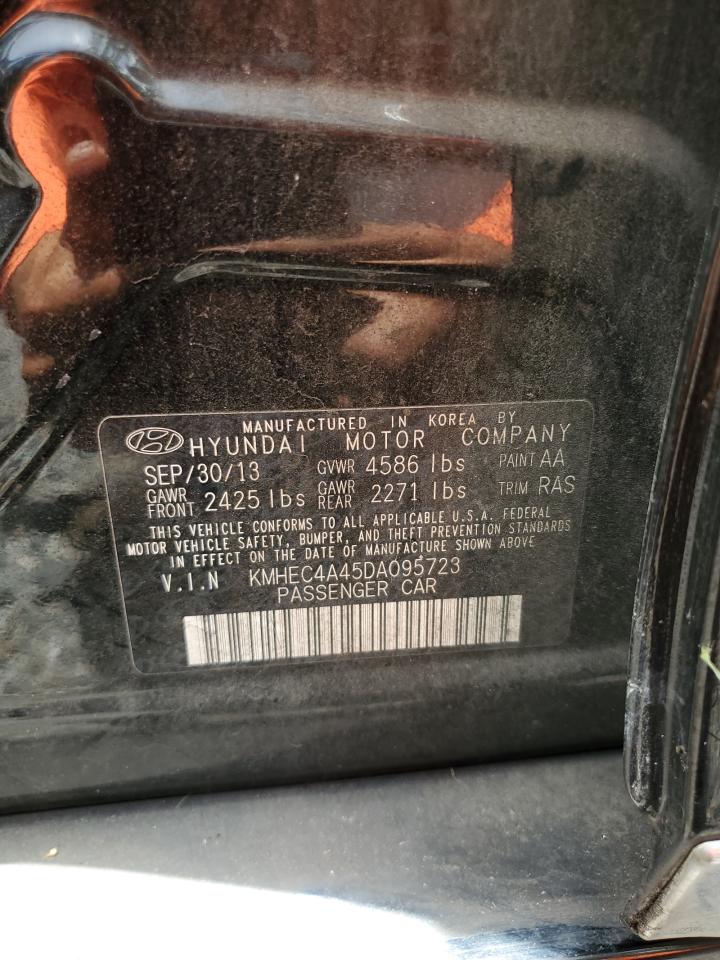 MANUFACTURED IN KOREA BY
HYUNDAI MOTOR COMPANY
SEP/30/13 GVWR 4586 lbs PAINT AA
GAWR FRONT 2425 lbs GAWR REAR 2271 lbs TRIM RAS
THIS VEHICLE CONFORMS TO ALL APPLICABLE U.S.A. FEDERAL
MOTOR VEHICLE SAFETY, BUMPER, AND THEFT PREVENTION STANDARDS
IN EFFECT ON THE DATE OF MANUFACTURE SHOWN ABOVE
V.I.N KMHEC4A45DA095723
PASSENGER CAR